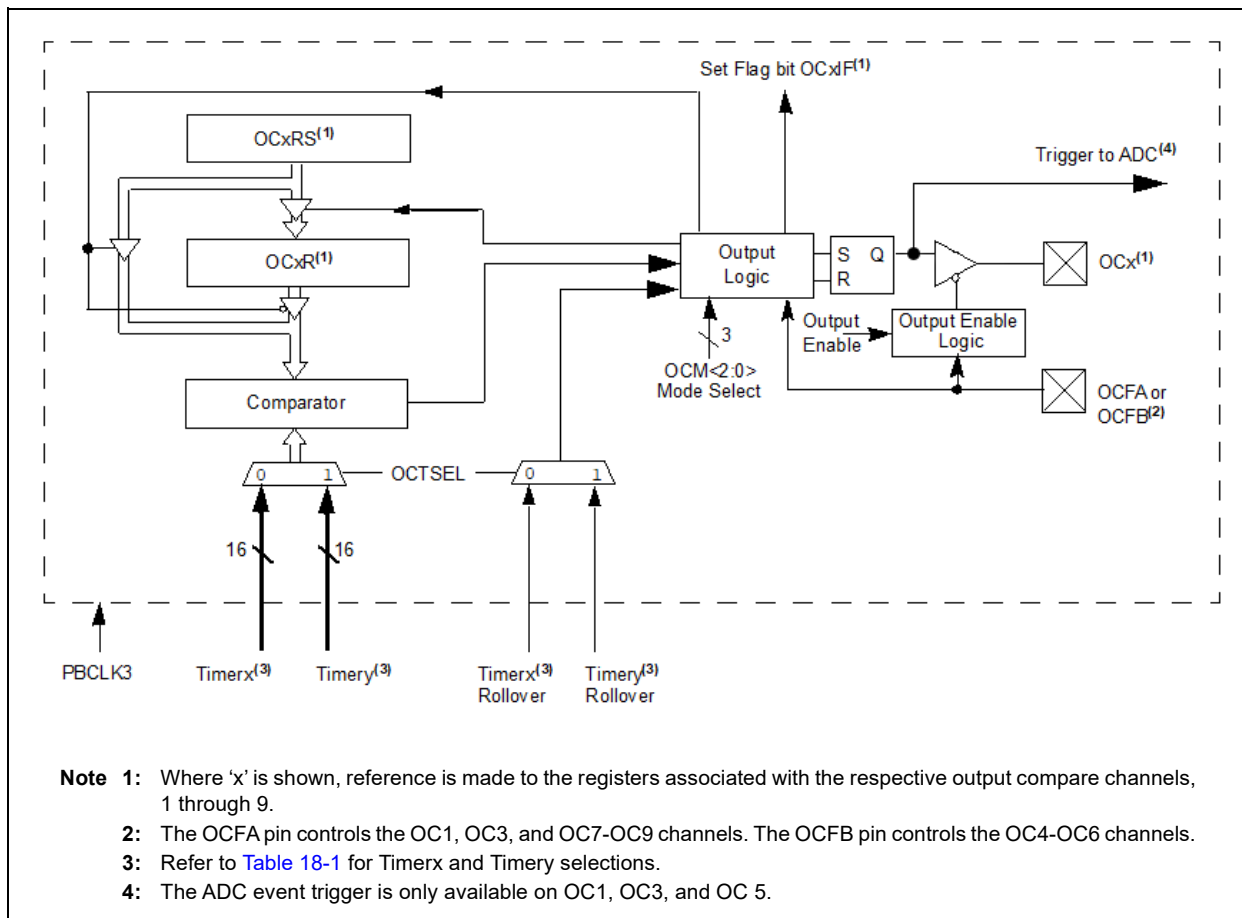 Set Flag bit OCxIF(1)
OCxRS(1)
Trigger to ADC(4)
OCxR(1)
Output
Logic
S Q
R
OCx(1)
Output
Enable
Output Enable
Logic
3
OCM<2:0>
Mode Select
Comparator
OCFA or
OCFB(2)
0 1
OCTSEL
0 1
16
16
PBCLK3
Timerx(3)
Timery(3)
Timerx(3)
Rollover
Timery(3)
Rollover
Note 1: Where ‘x’ is shown, reference is made to the registers associated with the respective output compare channels,
1 through 9.
2: The OCFA pin controls the OC1, OC3, and OC7-OC9 channels. The OCFB pin controls the OC4-OC6 channels.
3: Refer to Table 18-1 for Timerx and Timery selections.
4: The ADC event trigger is only available on OC1, OC3, and OC 5.